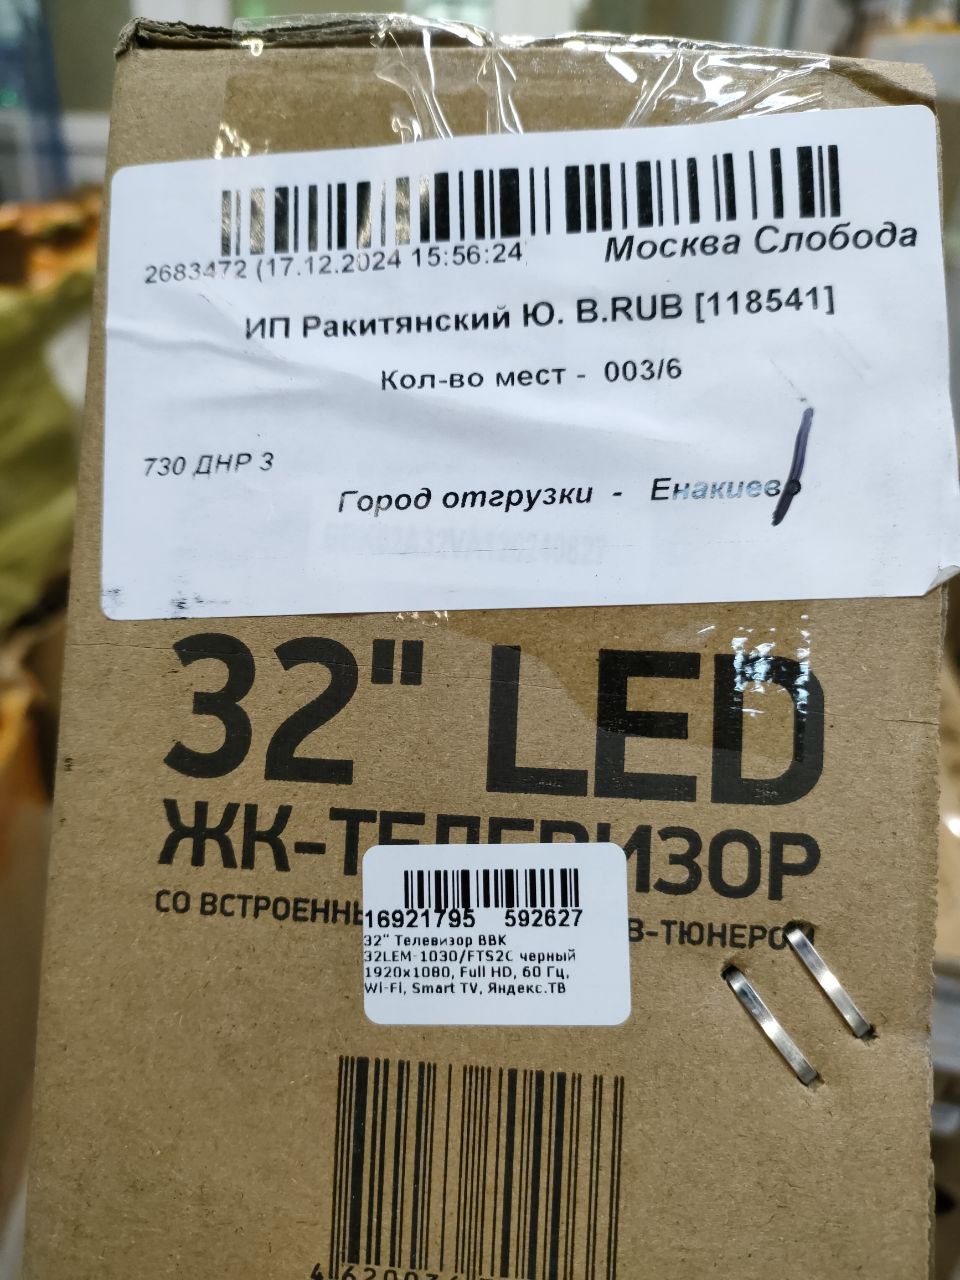 2683472 (17.12.2024 15:56:24
Москва Слобода
ИП Ракитянский Ю. В.RUB [118541]
Кол-во мест - 003/6
730 ДНР 3
Город отгрузки - Енакиево
32" LED
ЖК-ТЕЛЕВИЗОР
СО ВСТРОЕНН В-ТЮНЕРОМ
16921795 592627
32" Телевизор BBK
32LEM-1030/FTS2C черный
1920x1080, Full HD, 60 Гц,
Wi-Fi, Smart TV, Яндекс.ТВ